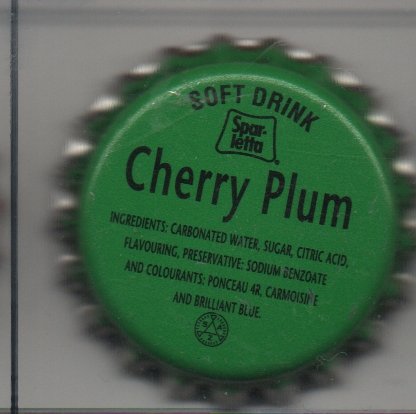 SOFT DRINK
Spar-
letta
Cherry Plum
INGREDIENTS: CARBONATED WATER, SUGAR, CITRIC ACID,
FLAVOURING, PRESERVATIVE: SODIUM BENZOATE
AND COLOURANTS: PONCEAU 4R, CARMOISINE
AND BRILLIANT BLUE.